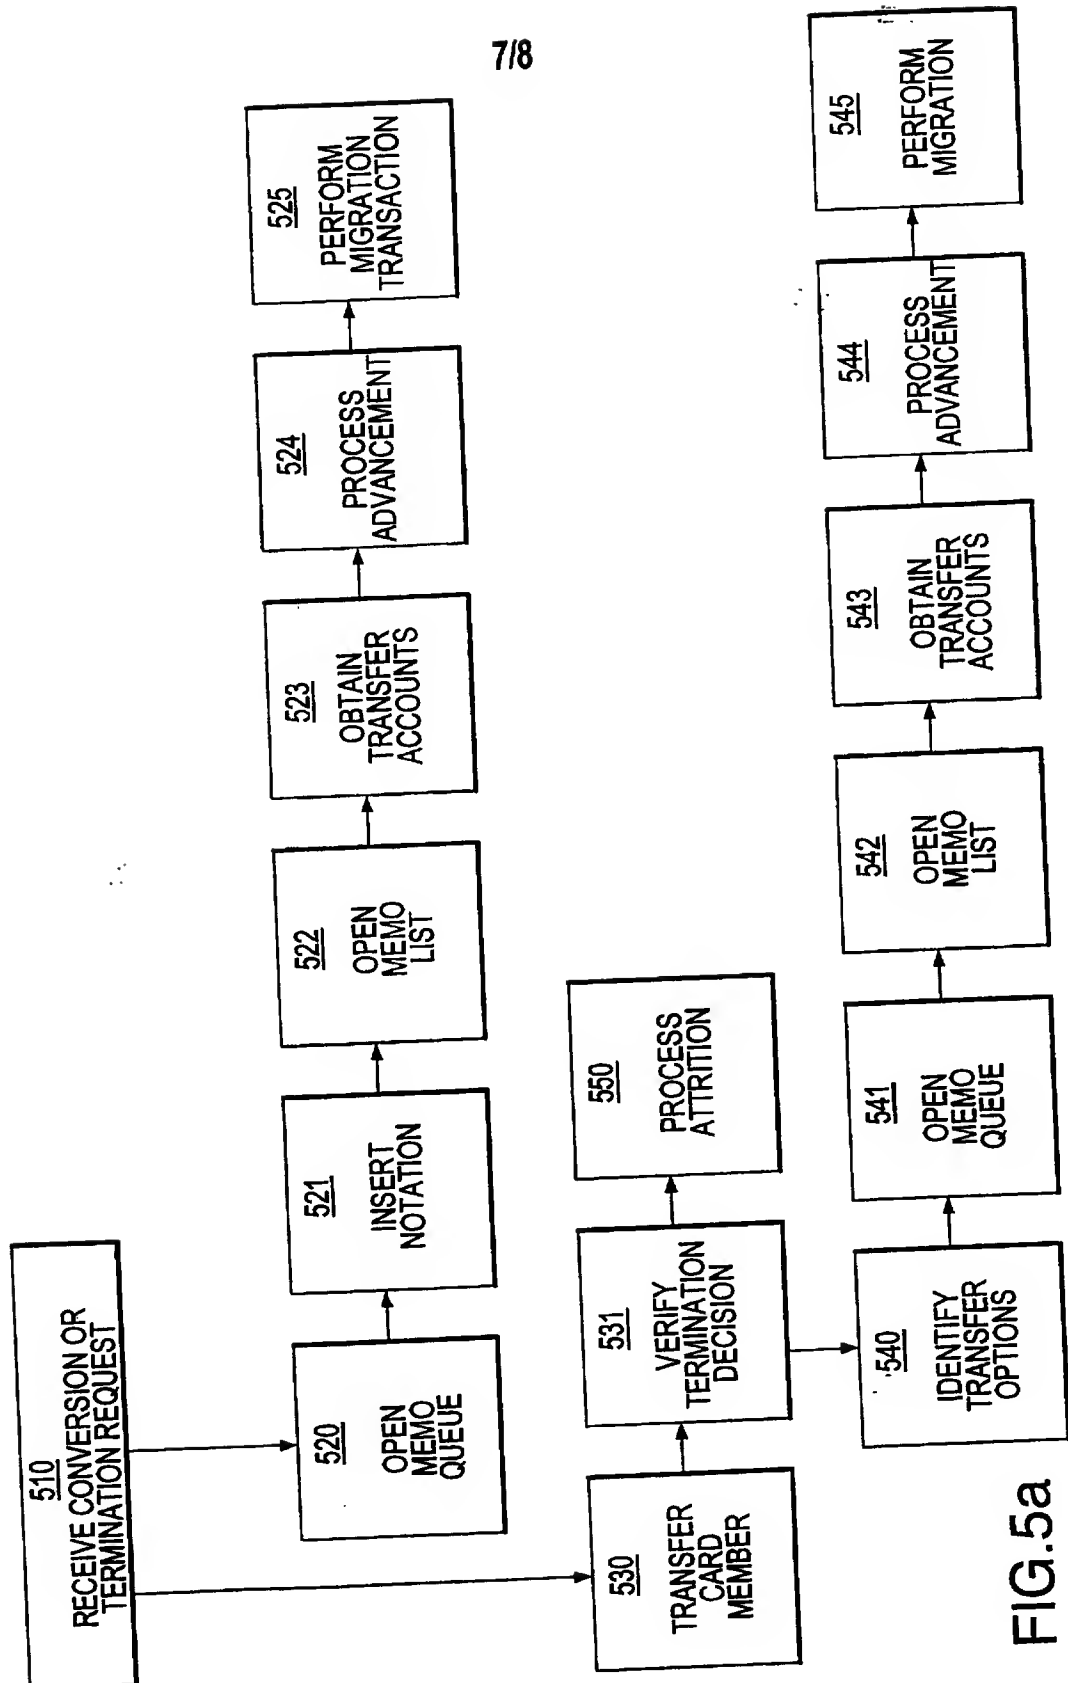 7/8
510
RECEIVE CONVERSION OR
TERMINATION REQUEST
520
OPEN
MEMO
QUEUE
521
INSERT
NOTATION
522
OPEN
MEMO
LIST
523
OBTAIN
TRANSFER
ACCOUNTS
524
PROCESS
ADVANCEMENT
525
PERFORM
MIGRATION
TRANSACTION
530
TRANSFER
CARD
MEMBER
531
VERIFY
TERMINATION
DECISION
550
PROCESS
ATTRITION
540
IDENTIFY
TRANSFER
OPTIONS
541
OPEN
MEMO
QUEUE
542
OPEN
MEMO
LIST
543
OBTAIN
TRANSFER
ACCOUNTS
544
PROCESS
ADVANCEMENT
545
PERFORM
MIGRATION
FIG.5a